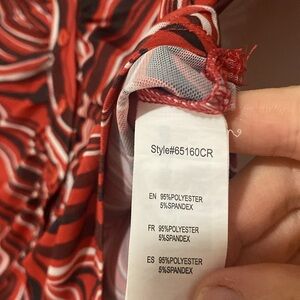 Style#65160CR
EN 95%POLYESTER
5%SPANDEX
FR 95%POLYESTER
5%SPANDEX
ES 95%POLYESTER
5%SPANDEX